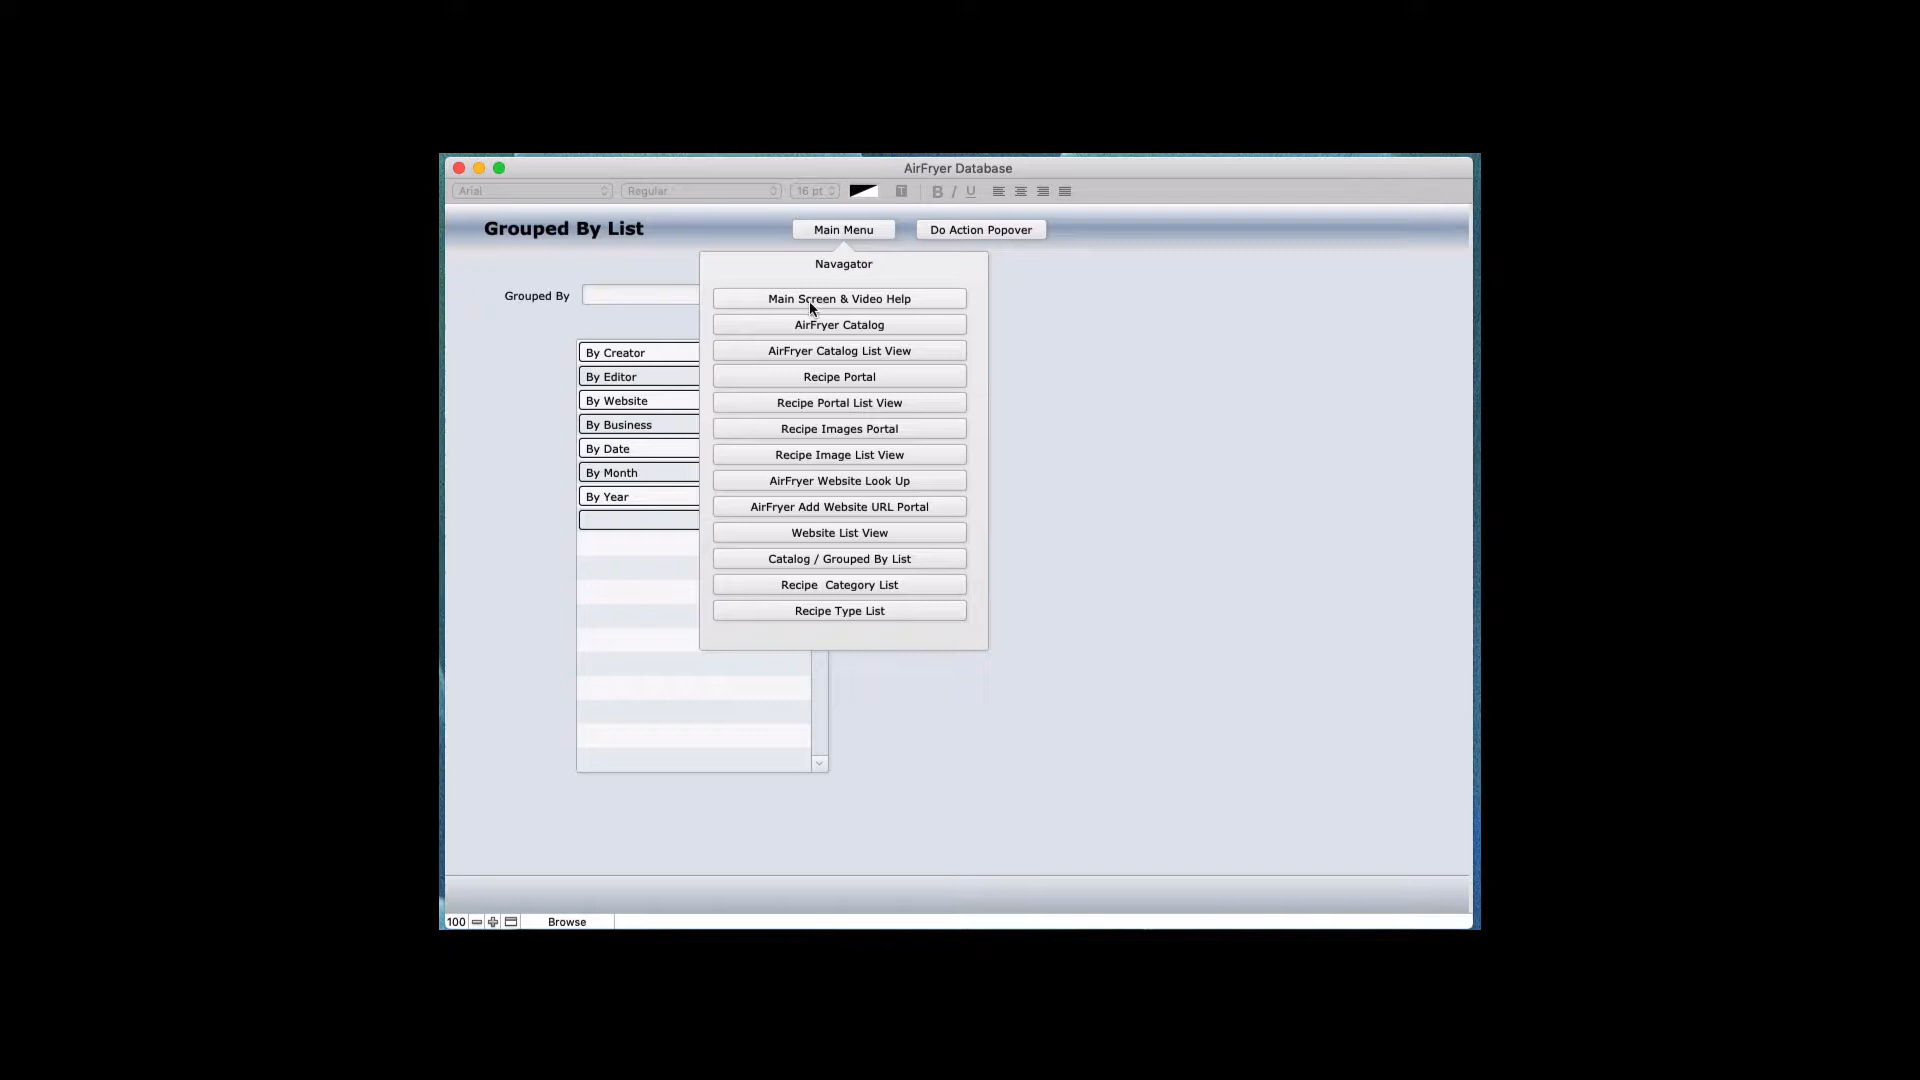 AirFryer Database
Arial
Regular
16 pt
B I U
Grouped By List
Main Menu
Do Action Popover
Navagator
Grouped By
Main Screen & Video Help
AirFryer Catalog
AirFryer Catalog List View
Recipe Portal
Recipe Portal List View
Recipe Images Portal
Recipe Image List View
AirFryer Website Look Up
AirFryer Add Website URL Portal
Website List View
Catalog / Grouped By List
Recipe  Category List
Recipe Type List
By Creator
By Editor
By Website
By Business
By Date
By Month
By Year
100
Browse